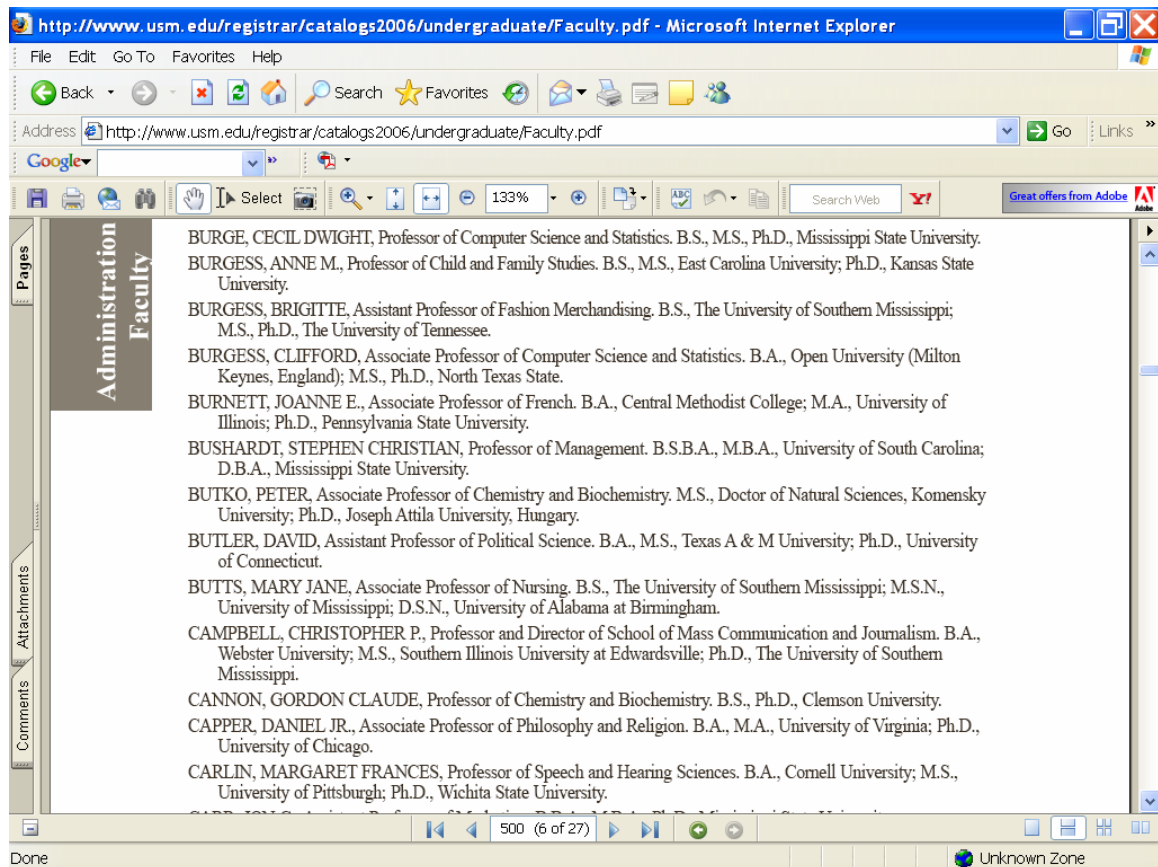 http://www.usm.edu/registrar/catalogs2006/undergraduate/Faculty.pdf - Microsoft Internet Explorer
File Edit Go To Favorites Help
Back Search Favorites
Address http://www.usm.edu/registrar/catalogs2006/undergraduate/Faculty.pdf Go Links »
Google
Select 133% ABC Search Web Y! Great offers from Adobe Adobe
Pages
Attachments
Comments
Administration
Faculty
BURGE, CECIL DWIGHT, Professor of Computer Science and Statistics. B.S., M.S., Ph.D., Mississippi State University.
BURGESS, ANNE M., Professor of Child and Family Studies. B.S., M.S., East Carolina University; Ph.D., Kansas State
University.
BURGESS, BRIGITTE, Assistant Professor of Fashion Merchandising. B.S., The University of Southern Mississippi;
M.S., Ph.D., The University of Tennessee.
BURGESS, CLIFFORD, Associate Professor of Computer Science and Statistics. B.A., Open University (Milton
Keynes, England); M.S., Ph.D., North Texas State.
BURNETT, JOANNE E., Associate Professor of French. B.A., Central Methodist College; M.A., University of
Illinois; Ph.D., Pennsylvania State University.
BUSHARDT, STEPHEN CHRISTIAN, Professor of Management. B.S.B.A., M.B.A., University of South Carolina;
D.B.A., Mississippi State University.
BUTKO, PETER, Associate Professor of Chemistry and Biochemistry. M.S., Doctor of Natural Sciences, Komensky
University; Ph.D., Joseph Attila University, Hungary.
BUTLER, DAVID, Assistant Professor of Political Science. B.A., M.S., Texas A & M University; Ph.D., University
of Connecticut.
BUTTS, MARY JANE, Associate Professor of Nursing. B.S., The University of Southern Mississippi; M.S.N.,
University of Mississippi; D.S.N., University of Alabama at Birmingham.
CAMPBELL, CHRISTOPHER P., Professor and Director of School of Mass Communication and Journalism. B.A.,
Webster University; M.S., Southern Illinois University at Edwardsville; Ph.D., The University of Southern
Mississippi.
CANNON, GORDON CLAUDE, Professor of Chemistry and Biochemistry. B.S., Ph.D., Clemson University.
CAPPER, DANIEL JR., Associate Professor of Philosophy and Religion. B.A., M.A., University of Virginia; Ph.D.,
University of Chicago.
CARLIN, MARGARET FRANCES, Professor of Speech and Hearing Sciences. B.A., Cornell University; M.S.,
University of Pittsburgh; Ph.D., Wichita State University.
500 (6 of 27)
Done Unknown Zone